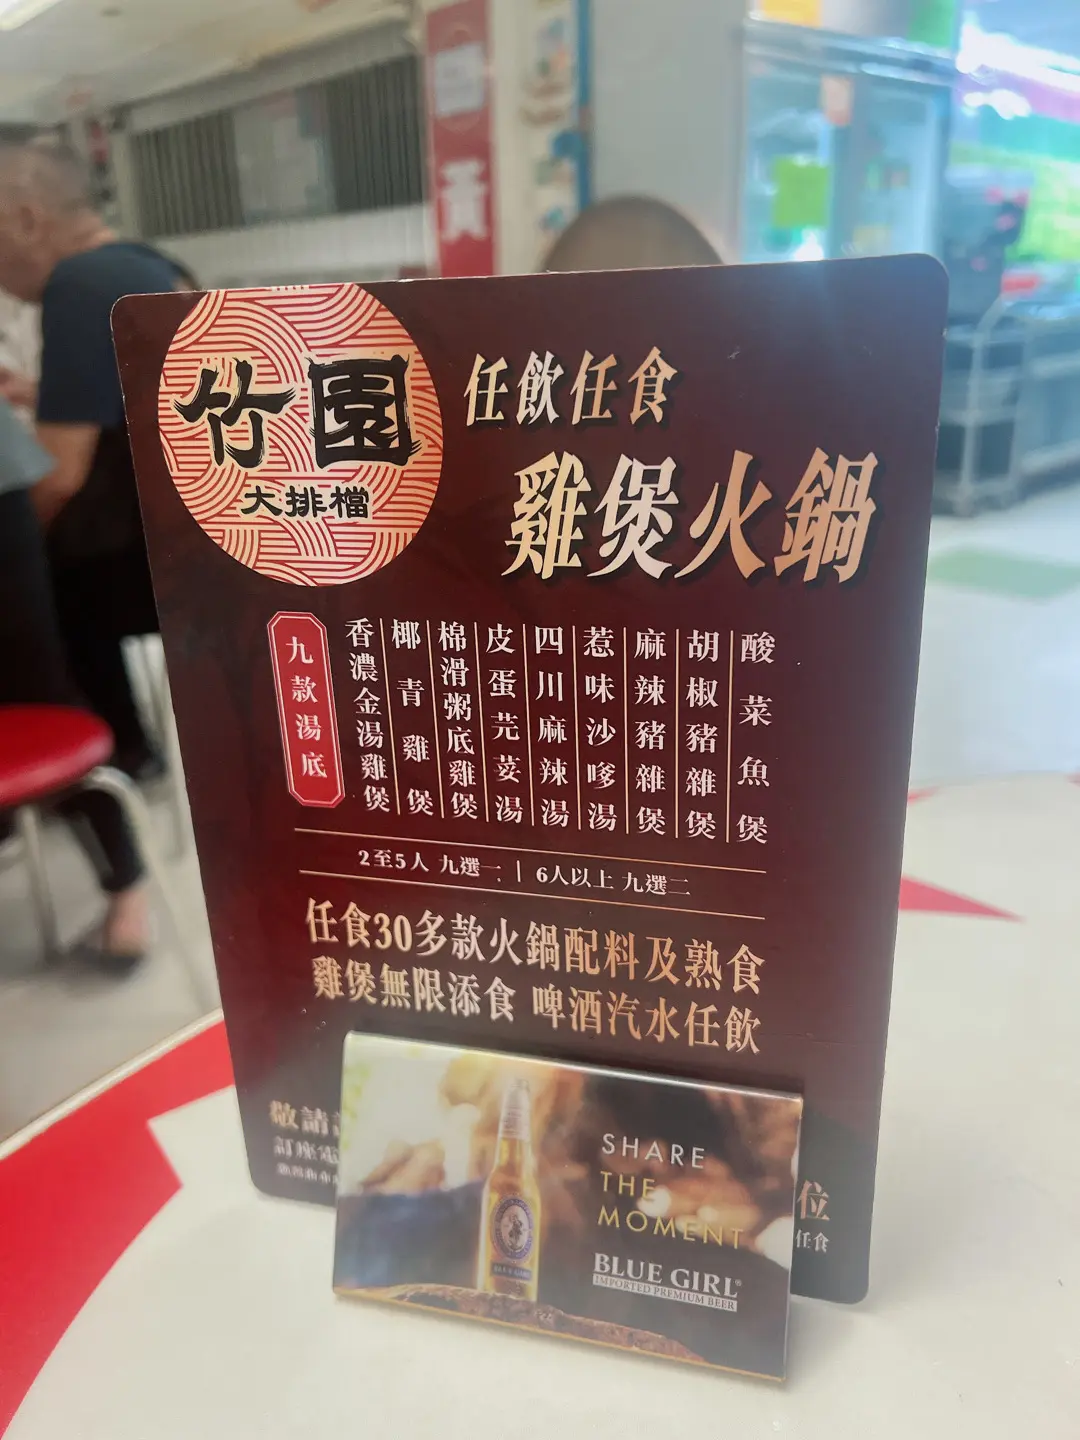 竹園
大排檔
任飲任食
雞煲火鍋
九款湯底
香濃金湯雞煲
椰青雞煲
棉滑粥底雞煲
皮蛋芫荽湯
四川麻辣湯
惹味沙嗲湯
麻辣豬雜煲
胡椒豬雜煲
酸菜魚煲
2至5人 九選一 | 6人以上 九選二
任食30多款火鍋配料及熟食
雞煲無限添食 啤酒汽水任飲
敬請
訂座電
位
任食
SHARE
THE
MOMENT
BLUE GIRL®
IMPORTED PREMIUM BEER